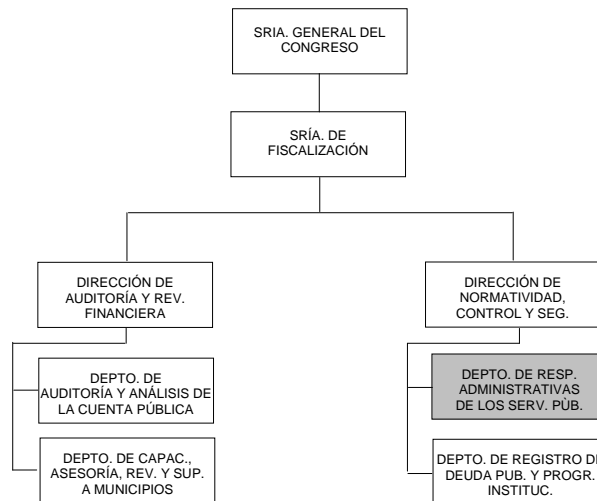 SRIA. GENERAL DEL
CONGRESO
SRÍA. DE
FISCALIZACIÓN
DIRECCIÓN DE
AUDITORÍA Y REV.
FINANCIERA
DIRECCIÓN DE
NORMATIVIDAD,
CONTROL Y SEG.
DEPTO. DE
AUDITORÍA Y ANÁLISIS DE
LA CUENTA PÚBLICA
DEPTO. DE RESP.
ADMINISTRATIVAS
DE LOS SERV. PÙB.
DEPTO. DE CAPAC.,
ASESORÍA, REV. Y SUP.
A MUNICIPIOS
DEPTO. DE REGISTRO DE
DEUDA PUB. Y PROGR.
INSTITUC.